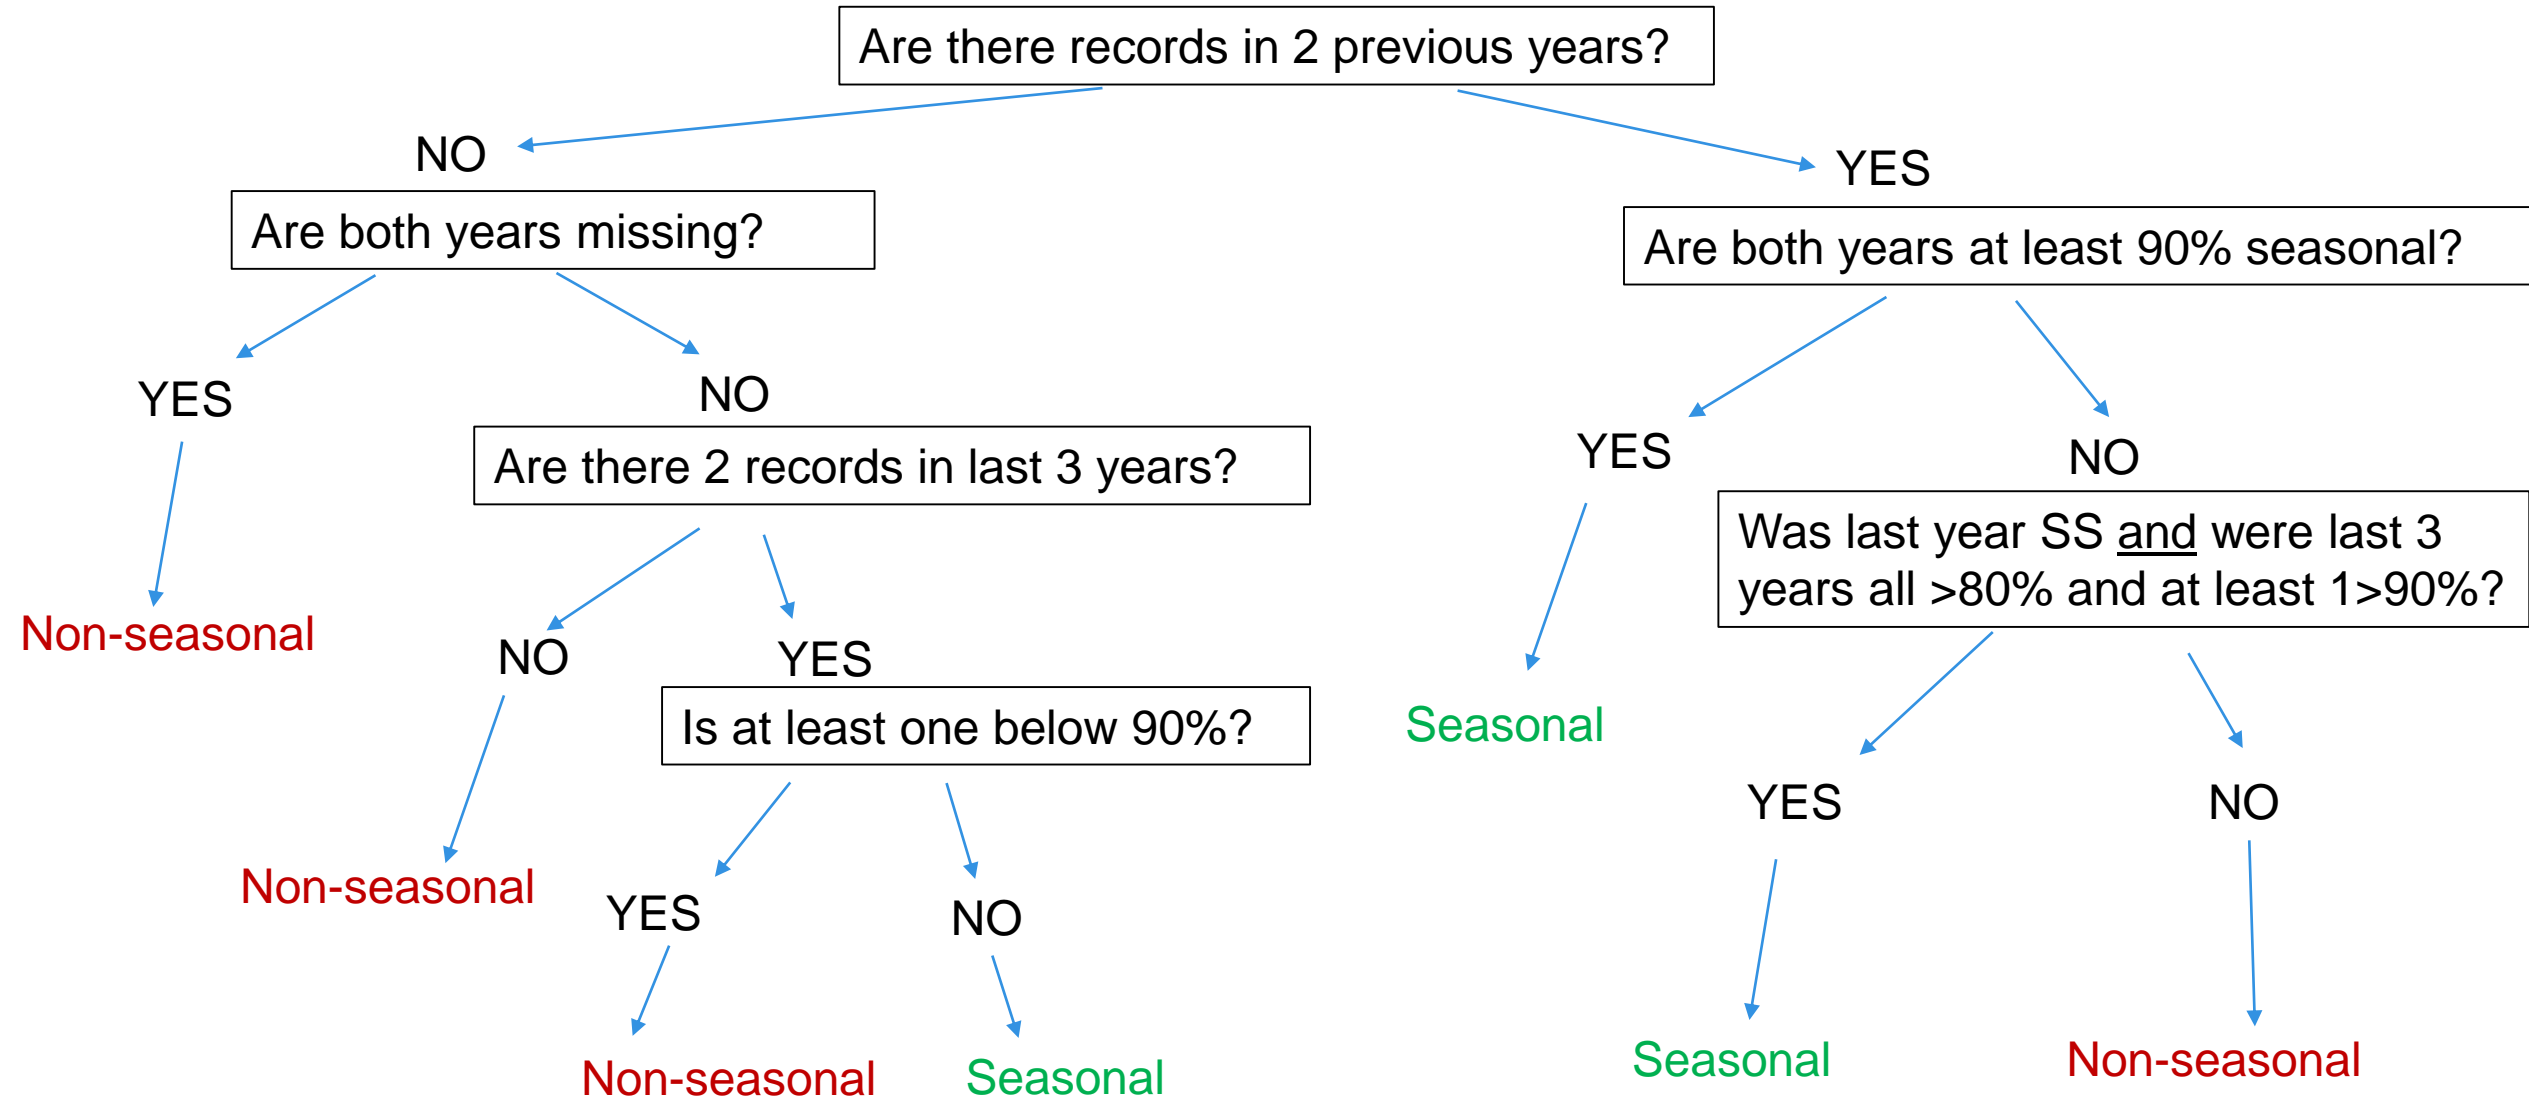 Are there records in 2 previous years?
NO
YES
Are both years missing?
Are both years at least 90% seasonal?
YES
NO
YES
NO
Are there 2 records in last 3 years?
Was last year SS and were last 3
years all >80% and at least 1>90%?
Non-seasonal
NO
YES
Is at least one below 90%?
Seasonal
YES
NO
Non-seasonal
YES
NO
Seasonal
Non-seasonal
Non-seasonal
Seasonal